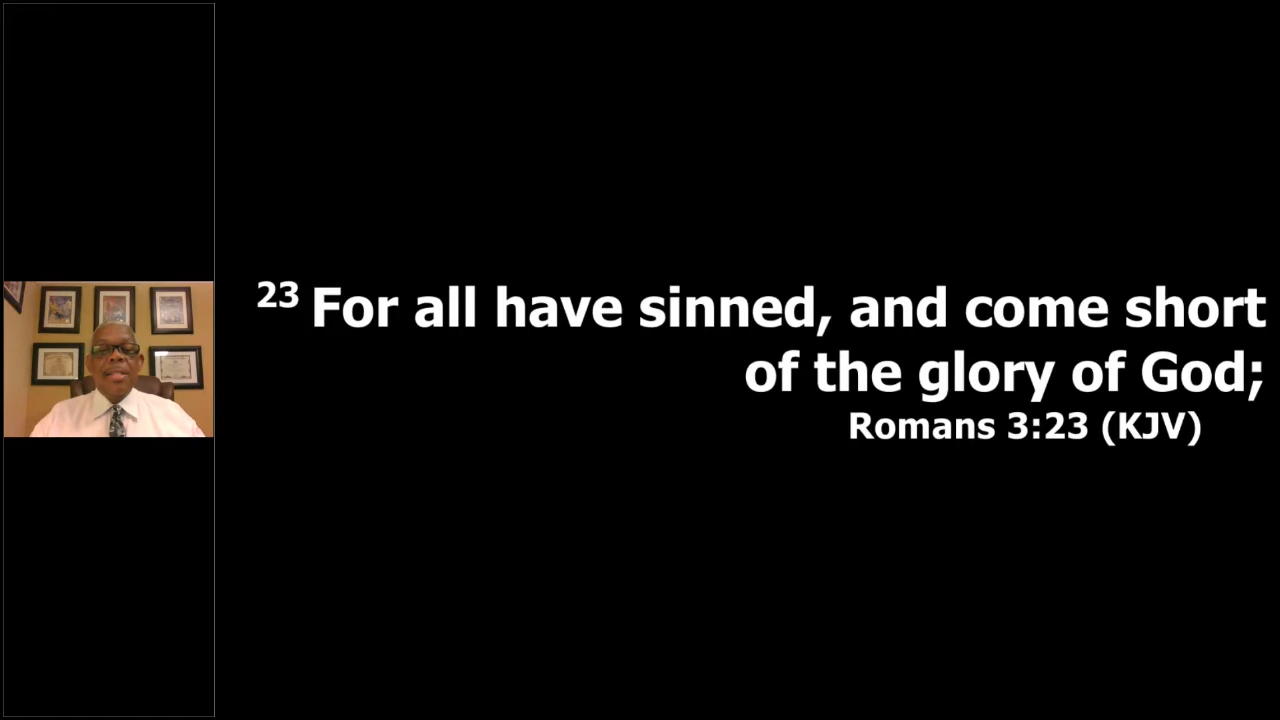 23 For all have sinned, and come short
of the glory of God;
Romans 3:23 (KJV)